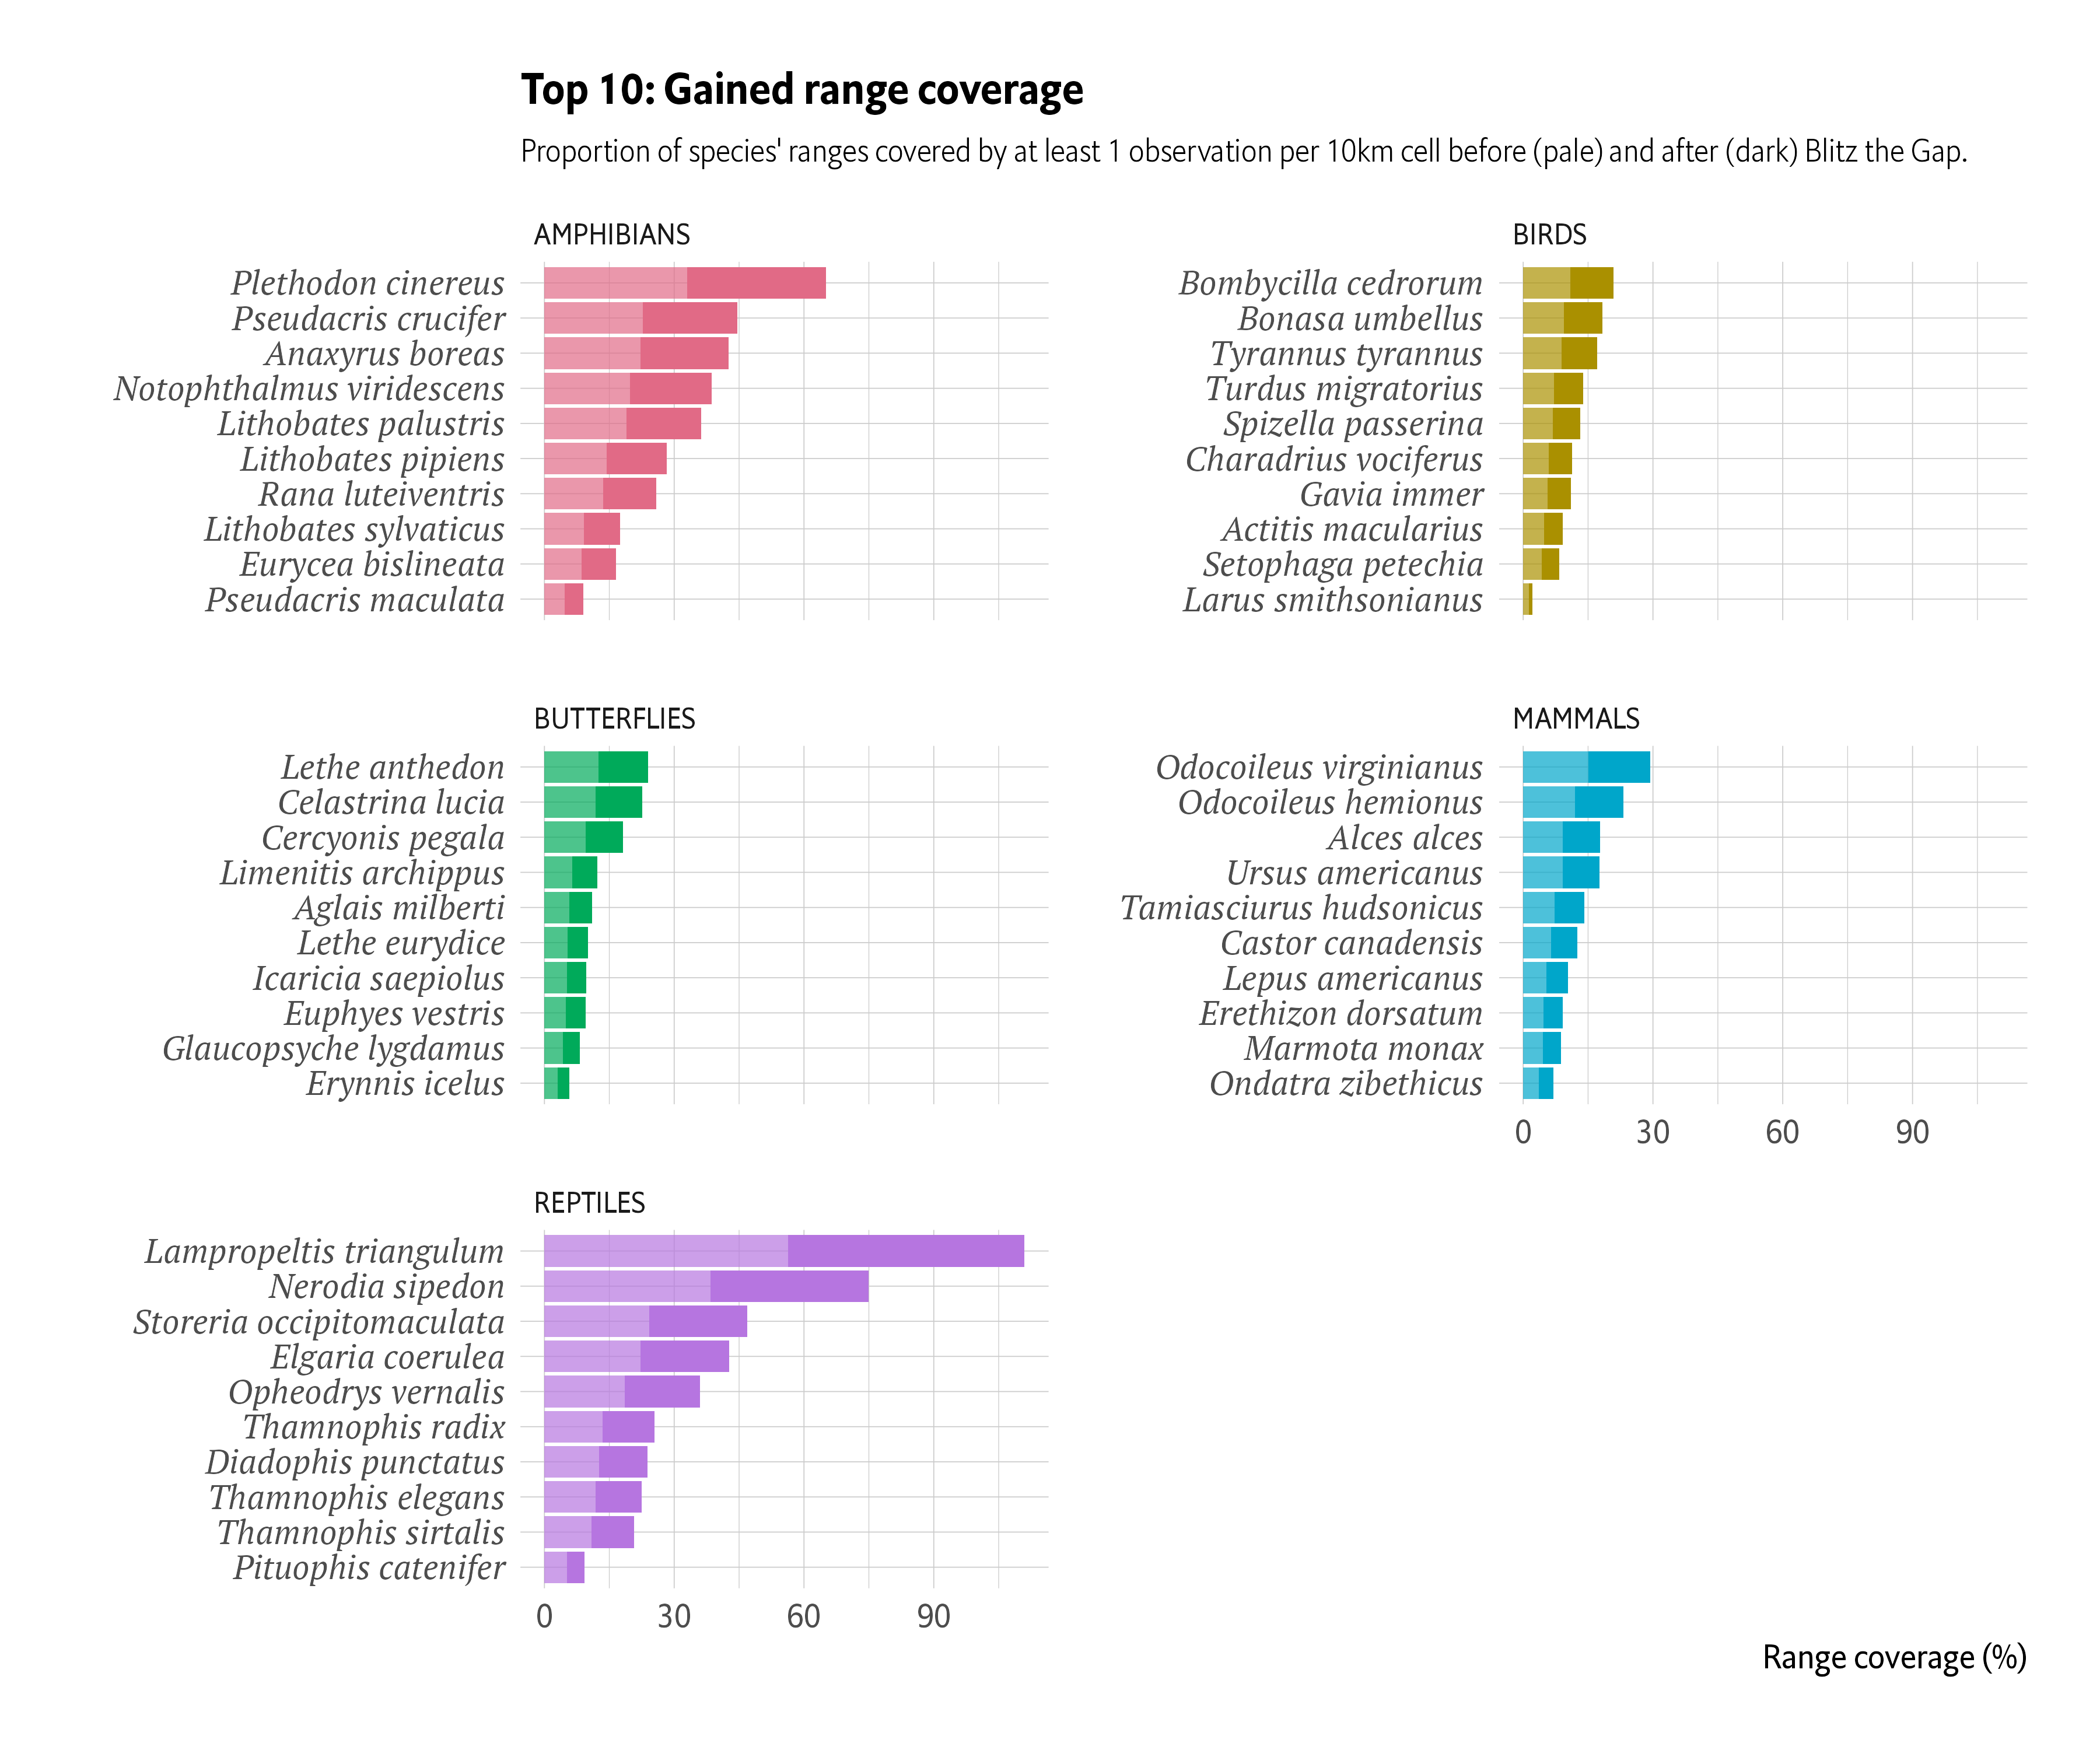 Top 10: Gained range coverage
Proportion of species' ranges covered by at least 1 observation per 10km cell before (pale) and after (dark) Blitz the Gap.
AMPHIBIANS
Plethodon cinereus
Pseudacris crucifer
Anaxyrus boreas
Notophthalmus viridescens
Lithobates palustris
Lithobates pipiens
Rana luteiventris
Lithobates sylvaticus
Eurycea bislineata
Pseudacris maculata
BIRDS
Bombycilla cedrorum
Bonasa umbellus
Tyrannus tyrannus
Turdus migratorius
Spizella passerina
Charadrius vociferus
Gavia immer
Actitis macularius
Setophaga petechia
Larus smithsonianus
BUTTERFLIES
Lethe anthedon
Celastrina lucia
Cercyonis pegala
Limenitis archippus
Aglais milberti
Lethe eurydice
Icaricia saepiolus
Euphyes vestris
Glaucopsyche lygdamus
Erynnis icelus
MAMMALS
Odocoileus virginianus
Odocoileus hemionus
Alces alces
Ursus americanus
Tamiasciurus hudsonicus
Castor canadensis
Lepus americanus
Erethizon dorsatum
Marmota monax
Ondatra zibethicus
0 30 60 90
REPTILES
Lampropeltis triangulum
Nerodia sipedon
Storeria occipitomaculata
Elgaria coerulea
Opheodrys vernalis
Thamnophis radix
Diadophis punctatus
Thamnophis elegans
Thamnophis sirtalis
Pituophis catenifer
0 30 60 90
Range coverage (%)